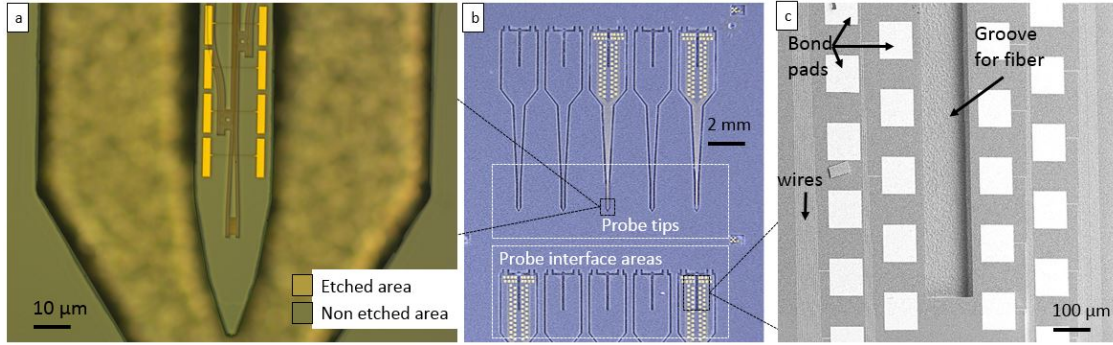 a
Etched area
Non etched area
10 µm
b
2 mm
Probe tips
Probe interface areas
c
Bond
pads
Groove
for fiber
wires
100 µm